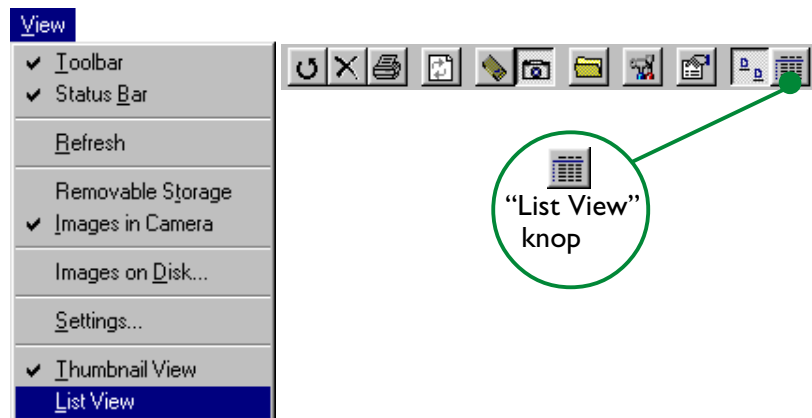 View
Toolbar
Status Bar
Refresh
Removable Storage
Images in Camera
Images on Disk...
Settings...
Thumbnail View
List View
“List View”
knop